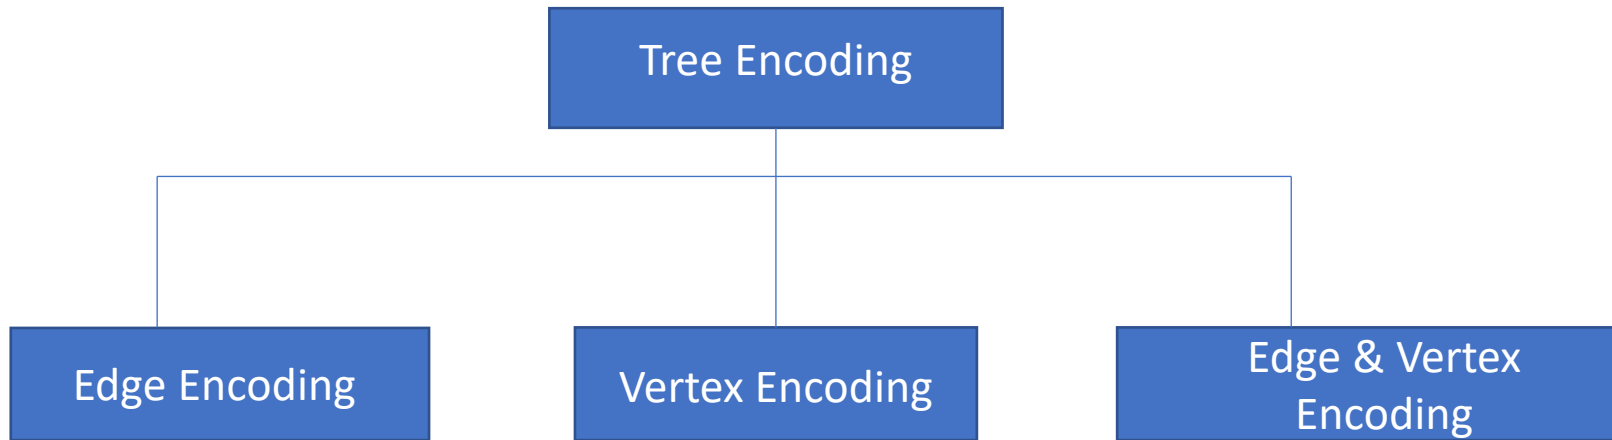 Tree Encoding
Edge Encoding
Vertex Encoding
Edge & Vertex
Encoding